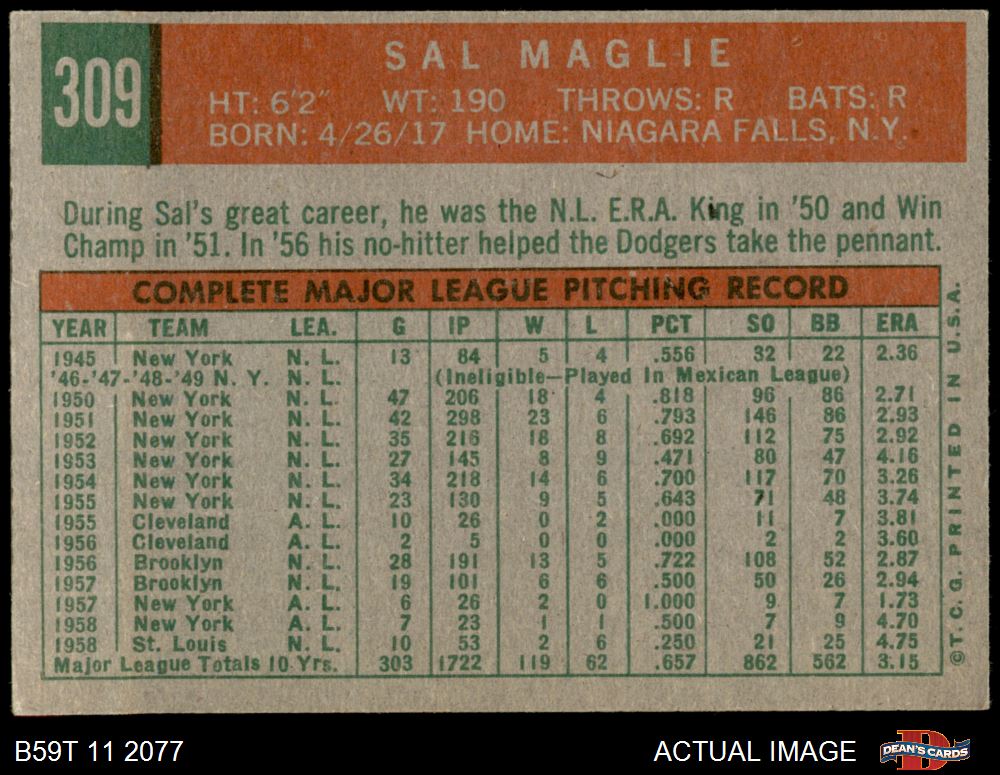 309
SAL MAGLIE
HT: 6'2" WT: 190 THROWS: R BATS: R
BORN: 4/26/17 HOME: NIAGARA FALLS, N.Y.
During Sal's great career, he was the N.L. E.R.A. King in '50 and Win
Champ in '51. In '56 his no-hitter helped the Dodgers take the pennant.
COMPLETE MAJOR LEAGUE PITCHING RECORD
YEAR TEAM LEA. G IP W L PCT SO BB ERA
1945 New York N. L. 13 84 5 4 .556 32 22 2.36
'46-'47-'48-'49 N. Y. N. L. (Ineligible—Played In Mexican League)
1950 New York N. L. 47 206 18 4 .818 96 86 2.71
1951 New York N. L. 42 298 23 6 .793 146 86 2.93
1952 New York N. L. 35 216 18 8 .692 112 75 2.92
1953 New York N. L. 27 145 8 9 .471 80 47 4.16
1954 New York N. L. 34 218 14 6 .700 117 70 3.26
1955 New York N. L. 23 130 9 5 .643 71 48 3.74
1955 Cleveland A. L. 10 26 0 2 .000 11 7 3.81
1956 Cleveland A. L. 2 5 0 0 .000 2 2 3.60
1956 Brooklyn N. L. 28 191 13 5 .722 108 52 2.87
1957 Brooklyn N. L. 19 101 6 6 .500 50 26 2.94
1957 New York A. L. 6 26 2 0 1.000 9 7 1.73
1958 New York A. L. 7 23 1 1 .500 7 9 4.70
1958 St. Louis N. L. 10 53 2 6 .250 21 25 4.75
Major League Totals 10 Yrs. 303 1722 119 62 .657 862 562 3.15
©T. C. G. PRINTED IN U.S.A.
B59T 11 2077
ACTUAL IMAGE
D
DEAN'S CARDS